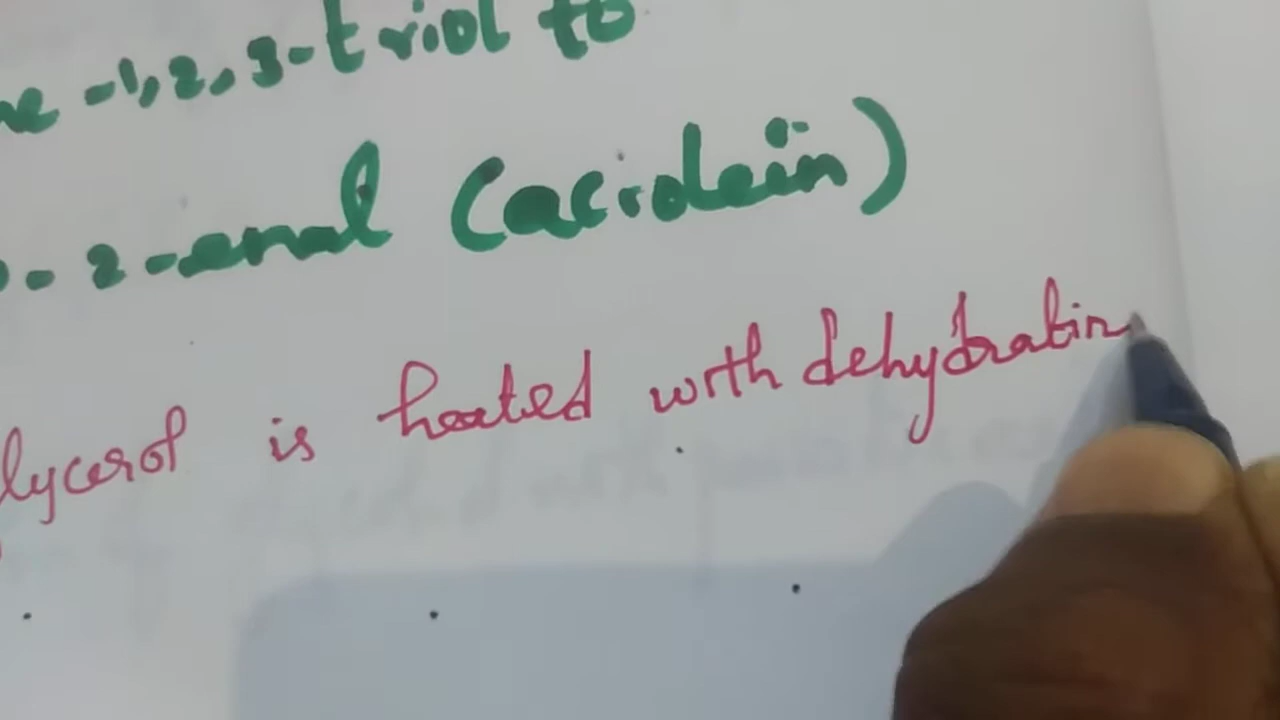 ne -1,2,3-triol to
- 2-enal (acrolein)
lycerol is heated with dehydratin